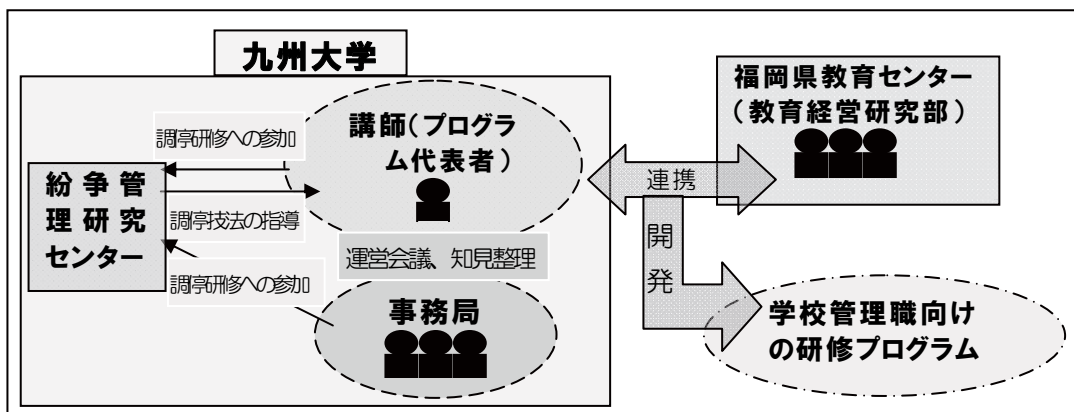 九州大学
調停研修への参加
紛争管
理研究
センター
調停技法の指導
調停研修への参加
講師(プログラ
ム代表者)
運営会議、知見整理
事務局
連携
開
発
福岡県教育センター
(教育経営研究部)
学校管理職向け
の研修プログラム